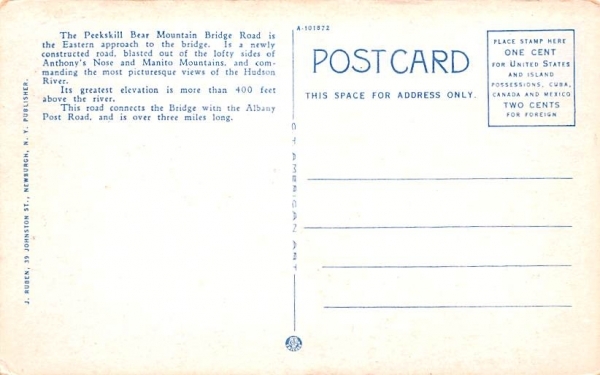 The Peekskill Bear Mountain Bridge Road is
the Eastern approach to the bridge. Is a newly
constructed road, blasted out of the lofty sides of
Anthony's Nose and Manito Mountains, and com-
manding the most picturesque views of the Hudson
River.
Its greatest elevation is more than 400 feet
above the river.
This road connects the Bridge with the Albany
Post Road, and is over three miles long.
J. RUBEN, 39 JOHNSTON ST., NEWBURGH, N. Y. PUBLISHER.
A-101872
POSTCARD
THIS SPACE FOR ADDRESS ONLY.
PLACE STAMP HERE
ONE CENT
FOR UNITED STATES
AND ISLAND
POSSESSIONS, CUBA,
CANADA AND MEXICO
TWO CENTS
FOR FOREIGN